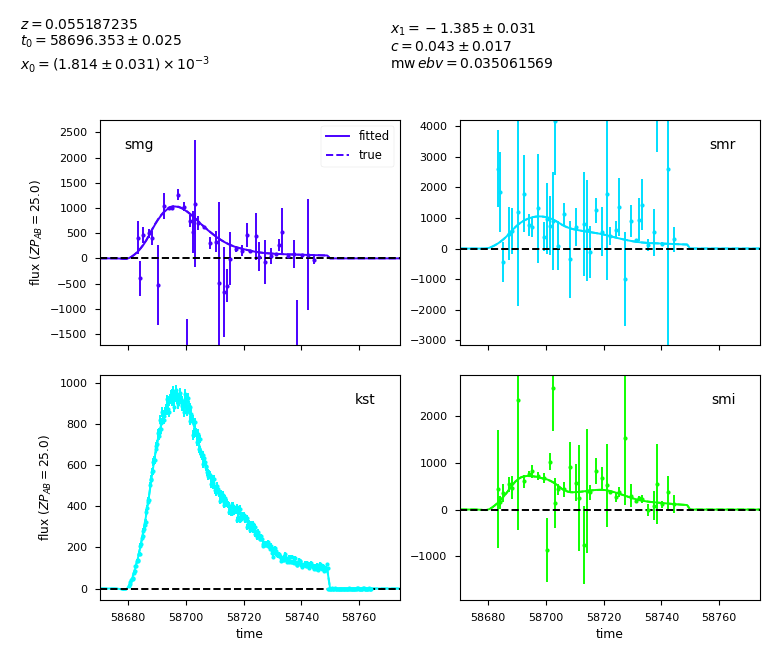 z = 0.055187235
t₀ = 58696.353 ± 0.025
x₀ = (1.814 ± 0.031) × 10⁻³
x₁ = −1.385 ± 0.031
c = 0.043 ± 0.017
mw ebv = 0.035061569
smg
fitted
true
2500
2000
1500
1000
500
0
−500
−1000
−1500
flux (ZP_AB = 25.0)
smr
4000
3000
2000
1000
0
−1000
−2000
−3000
kst
1000
800
600
400
200
0
flux (ZP_AB = 25.0)
58680 58700 58720 58740 58760
time
smi
2000
1000
0
−1000
58680 58700 58720 58740 58760
time